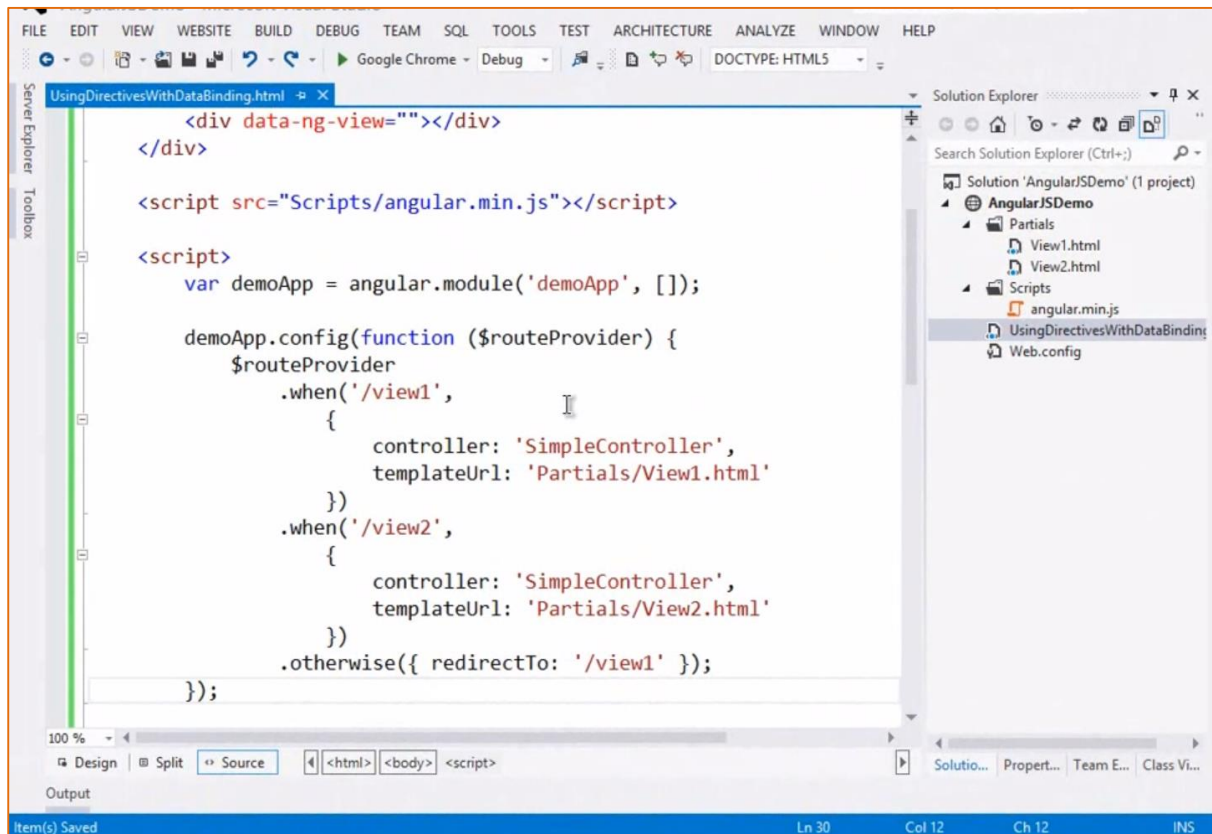 FILE EDIT VIEW WEBSITE BUILD DEBUG TEAM SQL TOOLS TEST ARCHITECTURE ANALYZE WINDOW HELP
Google Chrome Debug DOCTYPE: HTML5
Server Explorer
Toolbox
UsingDirectivesWithDataBinding.html
<div data-ng-view=""></div>
</div>
<script src="Scripts/angular.min.js"></script>
<script>
var demoApp = angular.module('demoApp', []);
demoApp.config(function ($routeProvider) {
$routeProvider
.when('/view1',
{
controller: 'SimpleController',
templateUrl: 'Partials/View1.html'
})
.when('/view2',
{
controller: 'SimpleController',
templateUrl: 'Partials/View2.html'
})
.otherwise({ redirectTo: '/view1' });
});
100 %
Design Split Source <html> <body> <script>
Output
Solution Explorer
Search Solution Explorer (Ctrl+;)
Solution 'AngularJSDemo' (1 project)
AngularJSDemo
Partials
View1.html
View2.html
Scripts
angular.min.js
UsingDirectivesWithDataBinding
Web.config
Solutio... Propert... Team E... Class Vi...
Item(s) Saved Ln 30 Col 12 Ch 12 INS